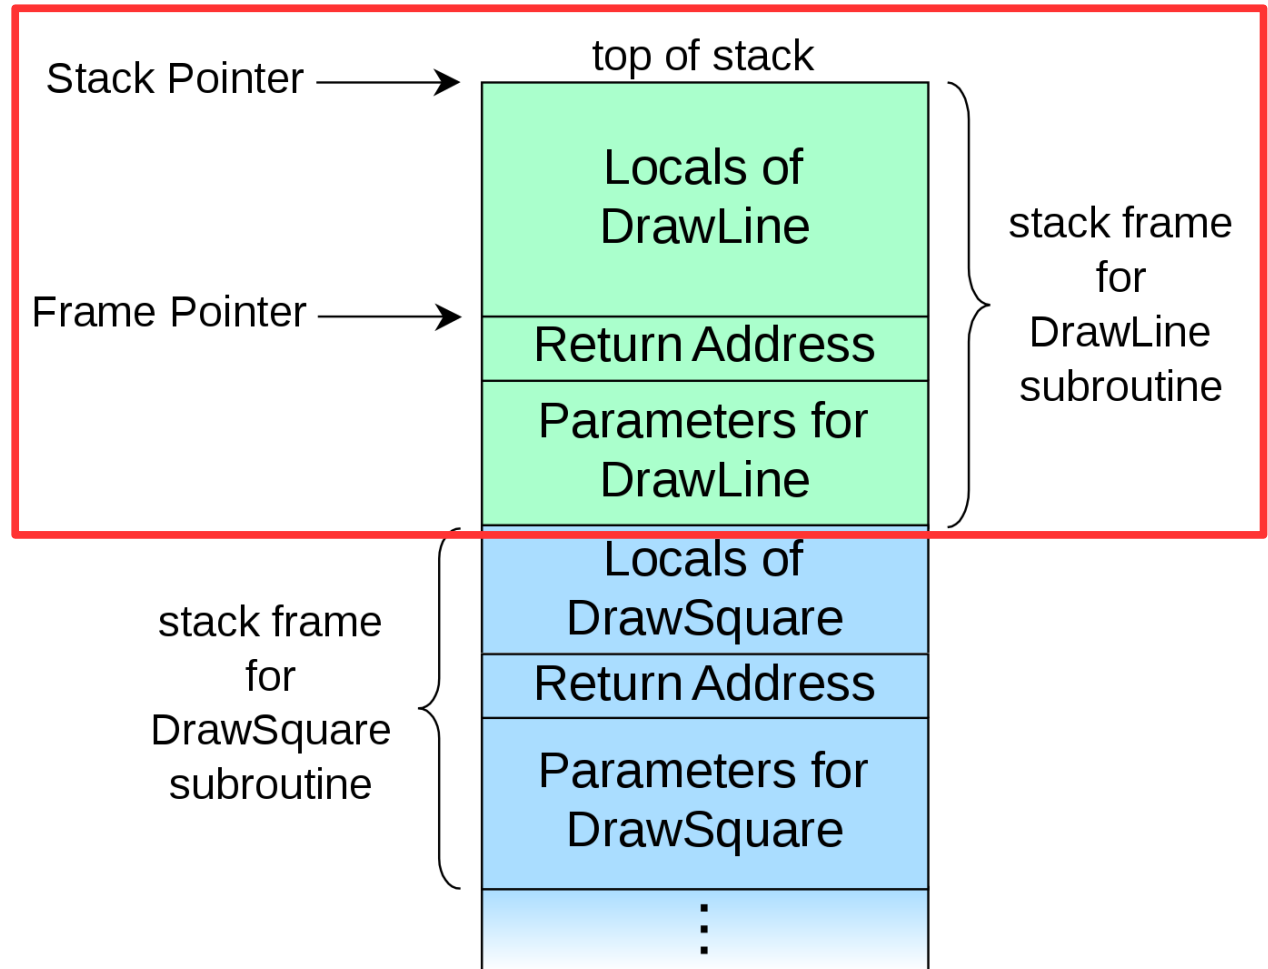 top of stack
Stack Pointer
Locals of
DrawLine
stack frame
for
DrawLine
subroutine
Frame Pointer
Return Address
Parameters for
DrawLine
Locals of
DrawSquare
stack frame
for
DrawSquare
subroutine
Return Address
Parameters for
DrawSquare
⋮